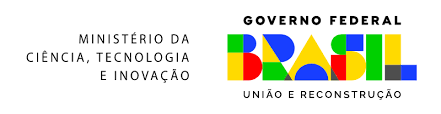 MINISTÉRIO DA
CIÊNCIA, TECNOLOGIA
E INOVAÇÃO
GOVERNO FEDERAL
BRASIL
UNIÃO E RECONSTRUÇÃO